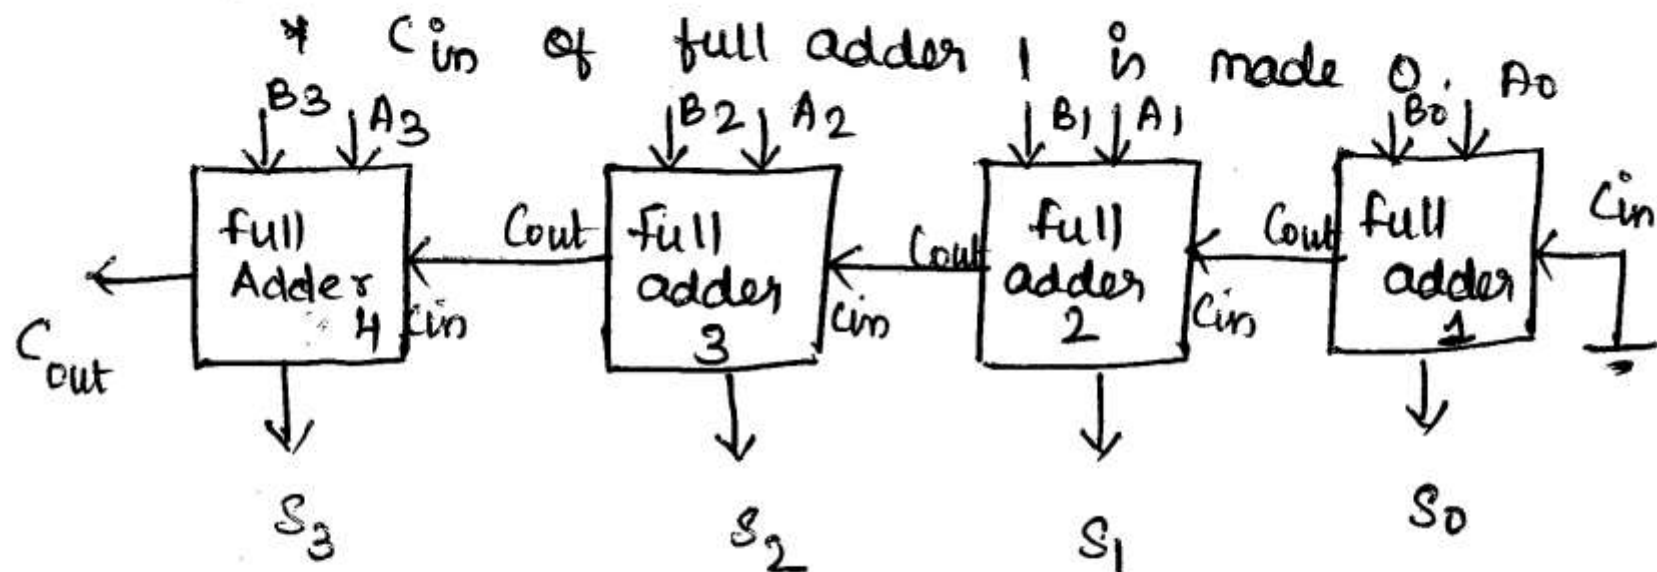 * Cin of full adder 1 is made 0.
B3 A3 B2 A2 B1 A1 B0 A0
full Adder 4
Cout
Cin
Cout
Full adder 3
Cin
Cout
full adder 2
Cin
Cout
full adder 1
Cin
Cout
S3 S2 S1 S0